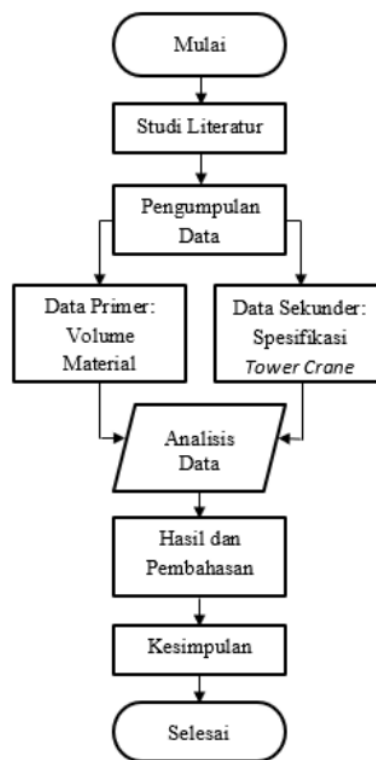 Mulai
Studi Literatur
Pengumpulan
Data
Data Primer:
Volume
Material
Data Sekunder:
Spesifikasi
Tower Crane
Analisis
Data
Hasil dan
Pembahasan
Kesimpulan
Selesai